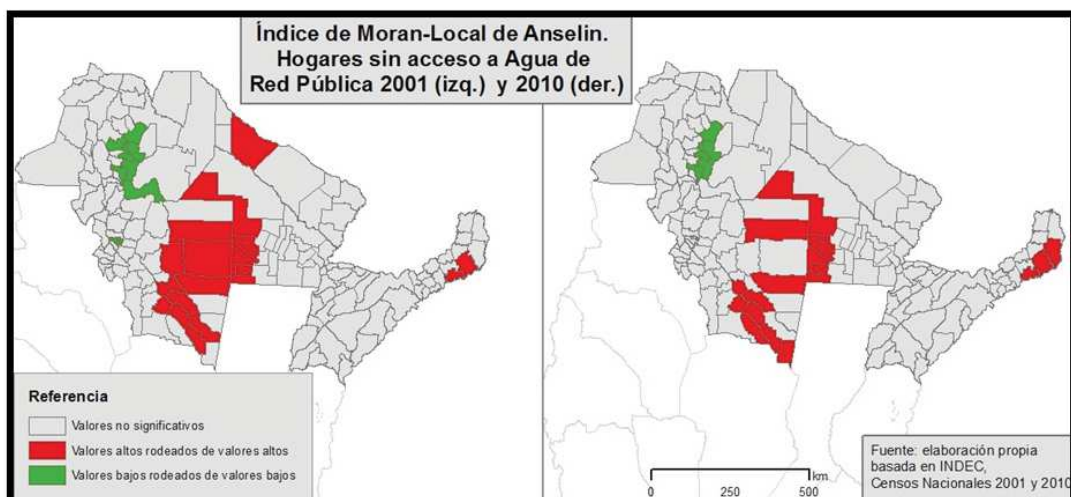 Índice de Moran-Local de Anselin.
Hogares sin acceso a Agua de
Red Pública 2001 (izq.) y 2010 (der.)
Referencia
Valores no significativos
Valores altos rodeados de valores altos
Valores bajos rodeados de valores bajos
km.
0 250 500
Fuente: elaboración propia
basada en INDEC,
Censos Nacionales 2001 y 2010